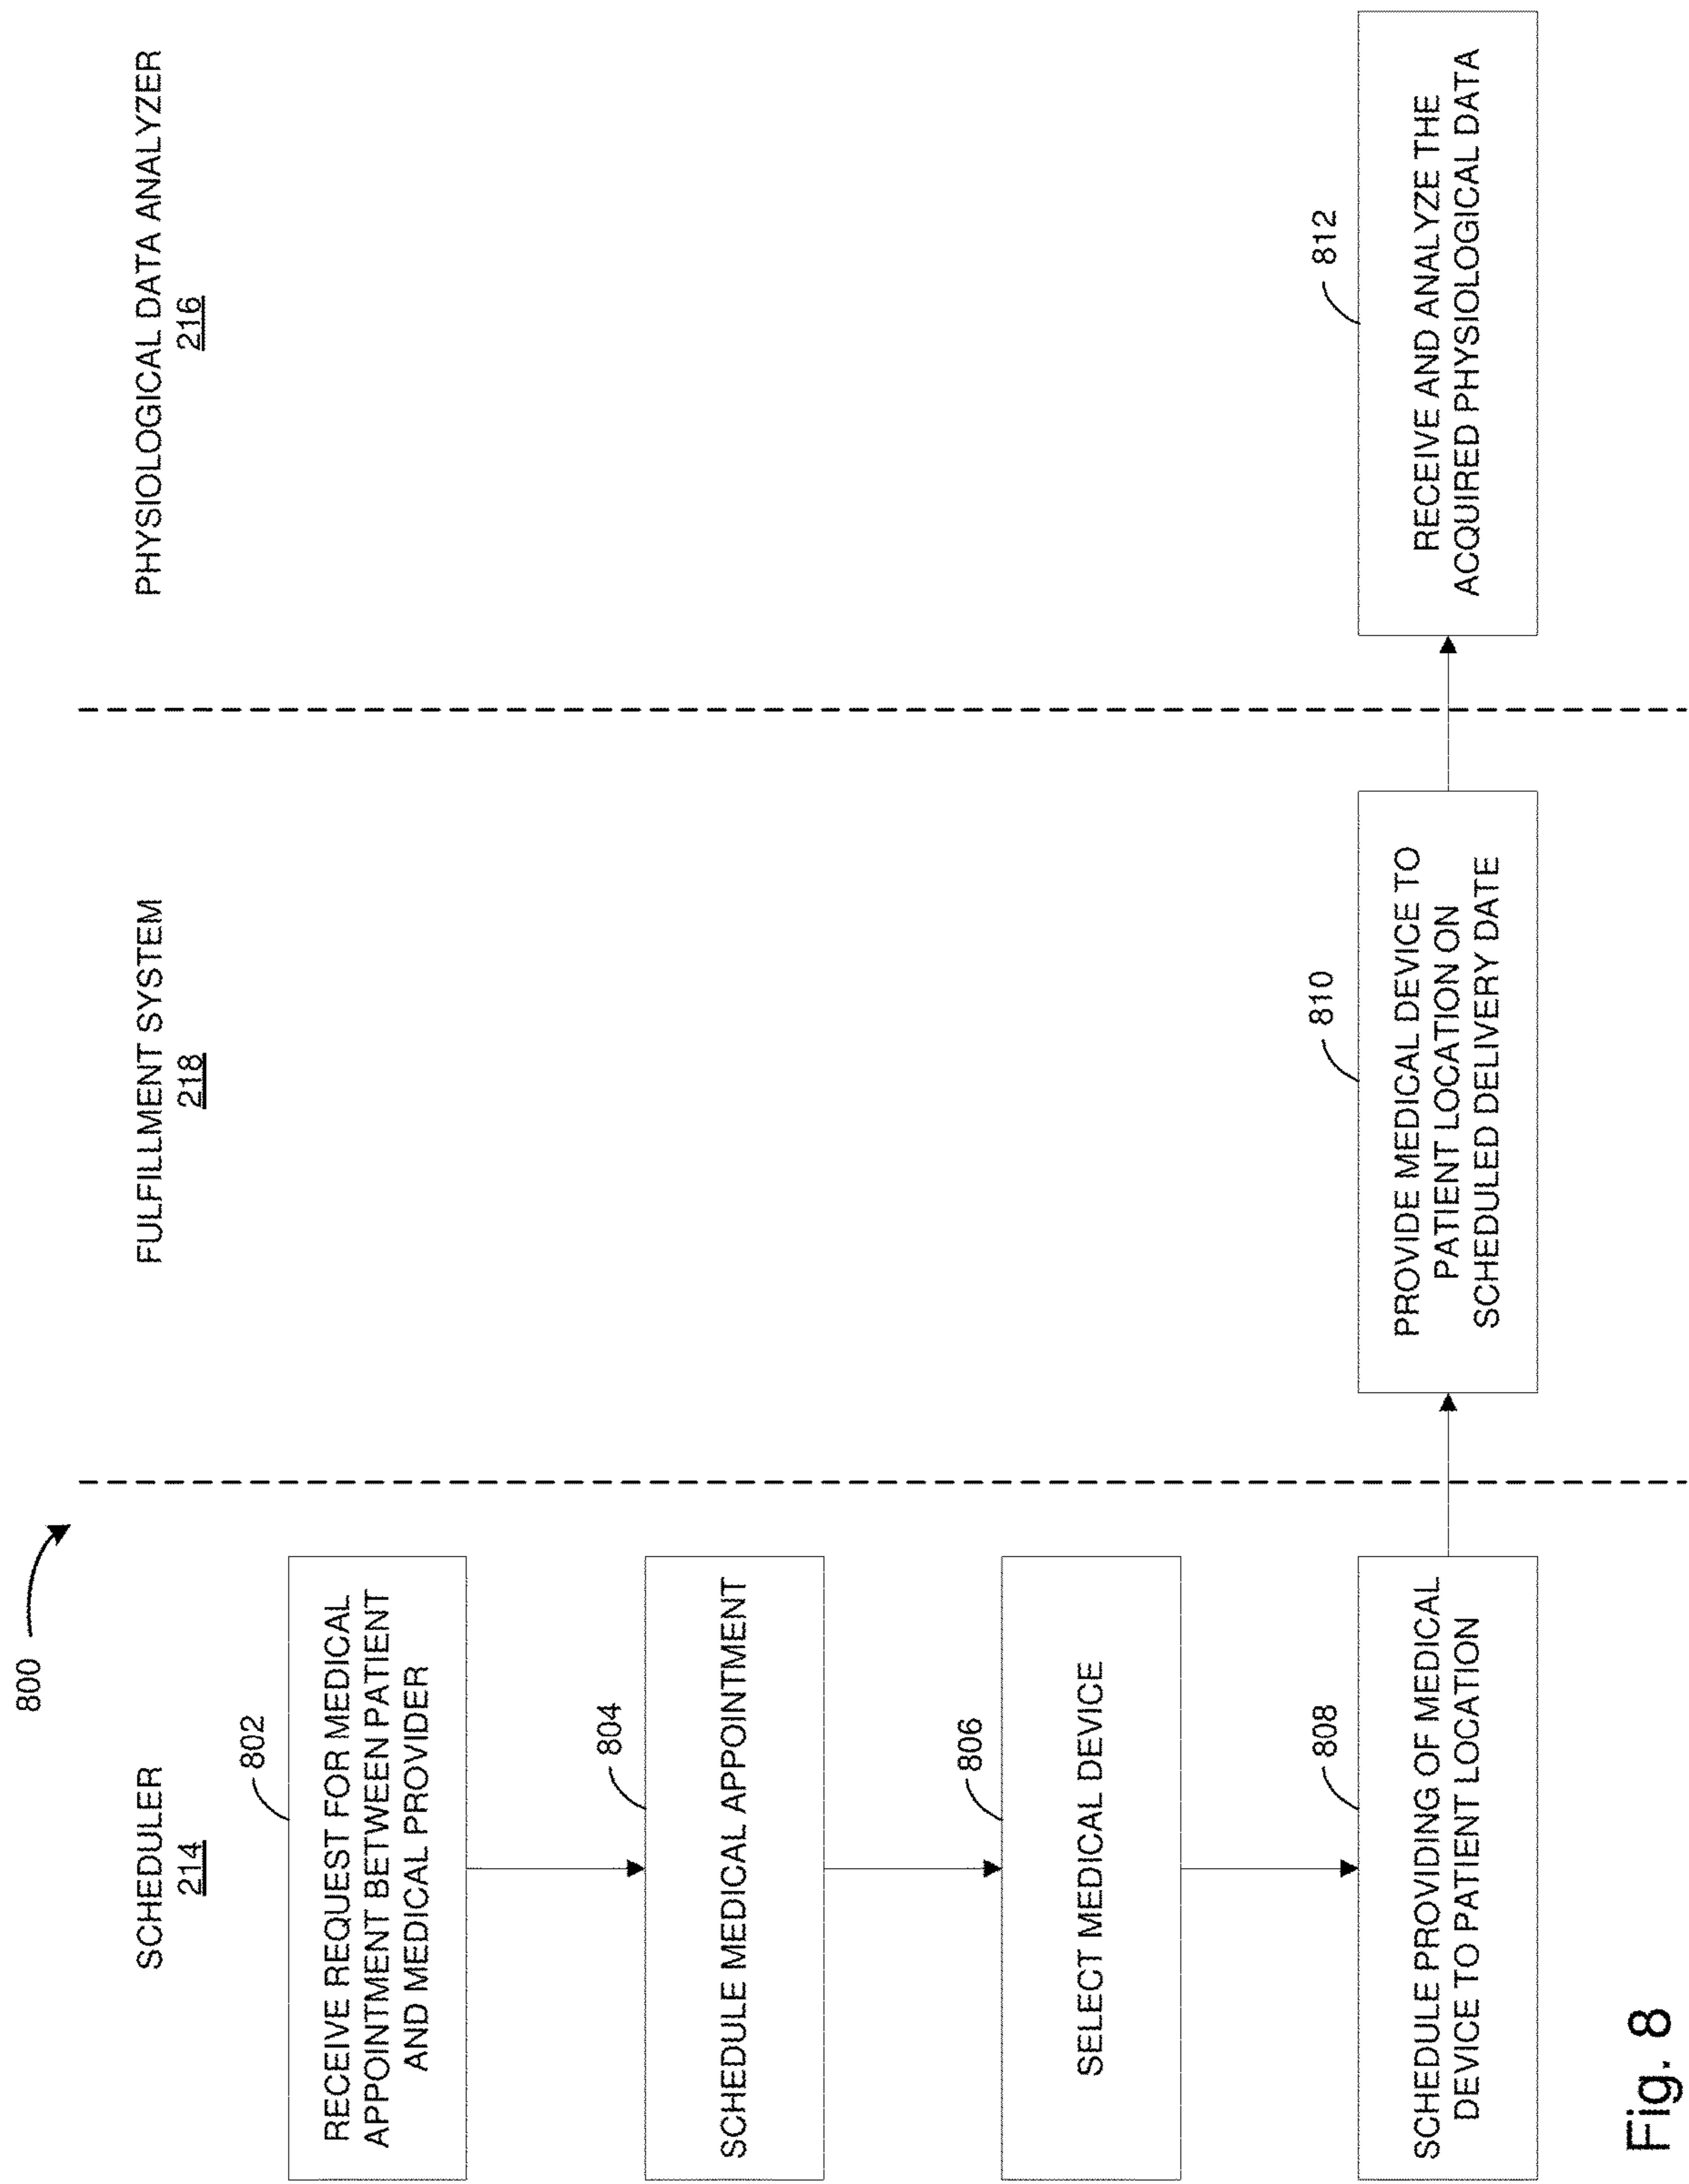 800
SCHEDULER
214
FULFILLMENT SYSTEM
218
PHYSIOLOGICAL DATA ANALYZER
216
802
RECEIVE REQUEST FOR MEDICAL
APPOINTMENT BETWEEN PATIENT
AND MEDICAL PROVIDER
804
SCHEDULE MEDICAL APPOINTMENT
806
SELECT MEDICAL DEVICE
808
SCHEDULE PROVIDING OF MEDICAL
DEVICE TO PATIENT LOCATION
810
PROVIDE MEDICAL DEVICE TO
PATIENT LOCATION ON
SCHEDULED DELIVERY DATE
812
RECEIVE AND ANALYZE THE
ACQUIRED PHYSIOLOGICAL DATA
Fig. 8